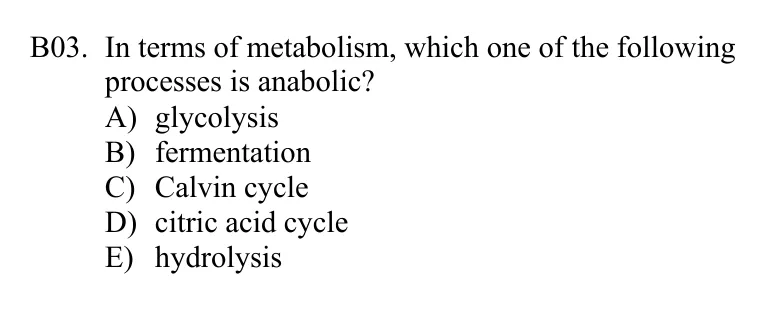 B03. In terms of metabolism, which one of the following
processes is anabolic?
A) glycolysis
B) fermentation
C) Calvin cycle
D) citric acid cycle
E) hydrolysis